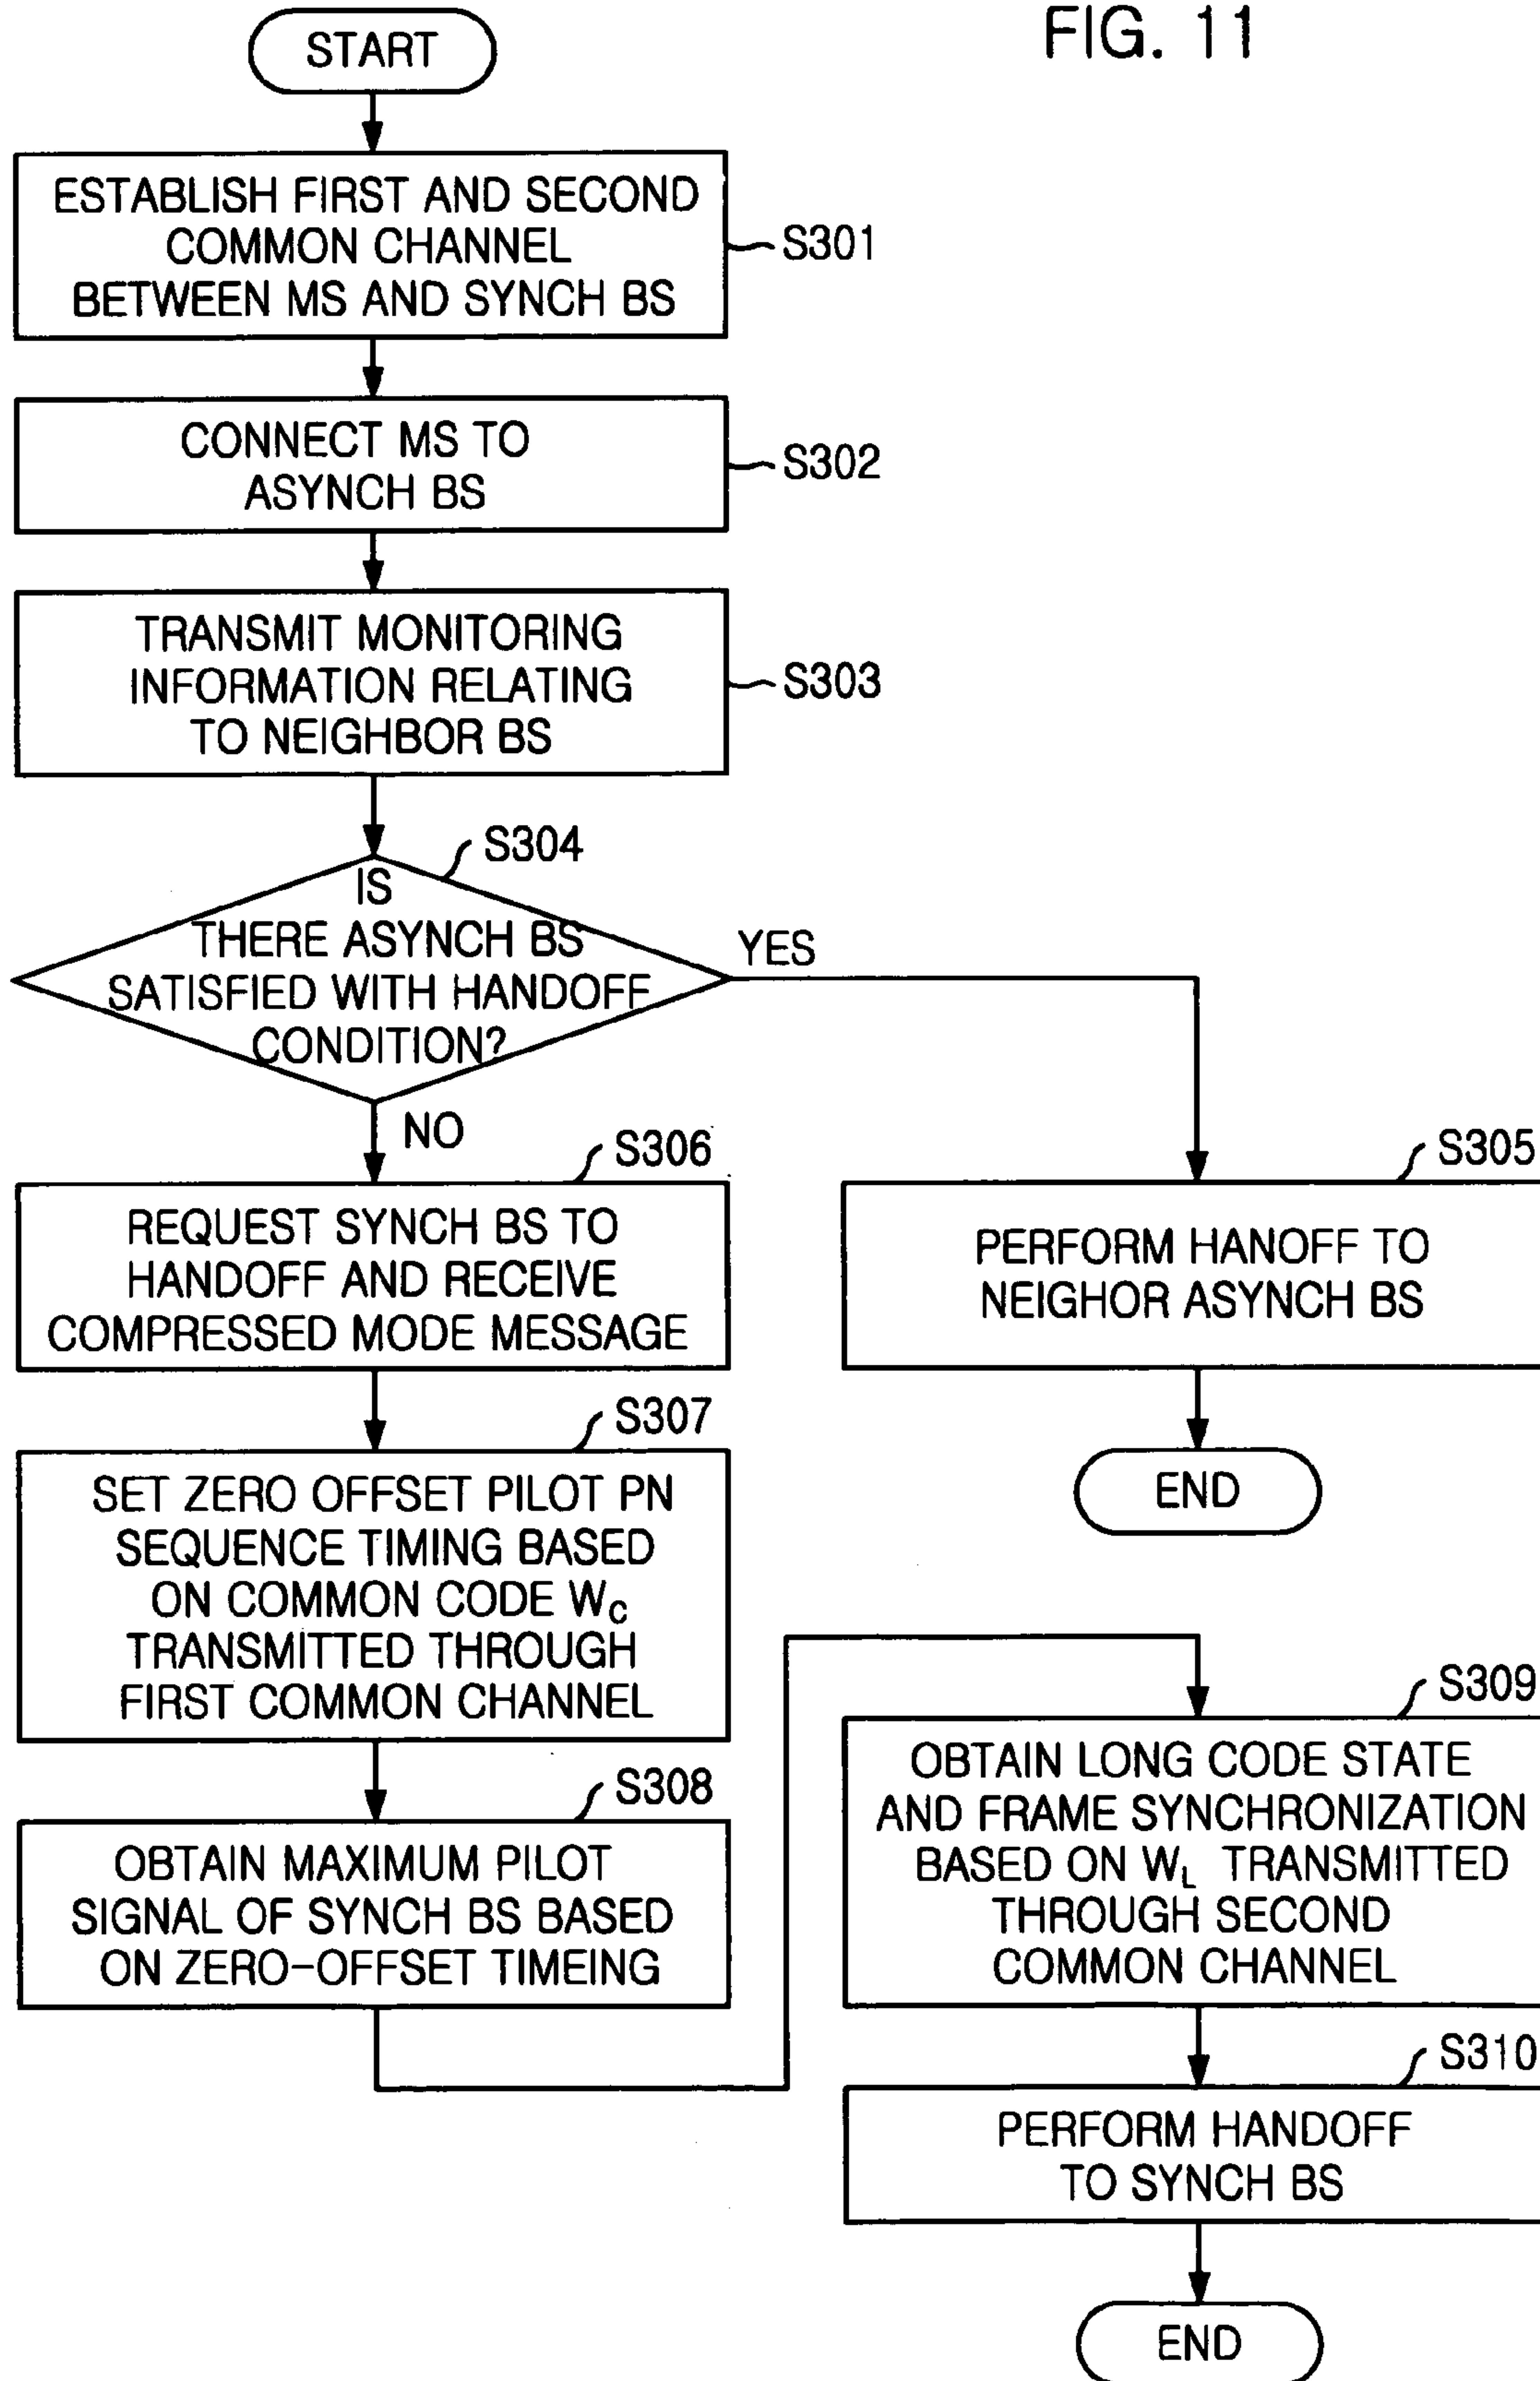 FIG. 11
START
ESTABLISH FIRST AND SECOND
COMMON CHANNEL
BETWEEN MS AND SYNCH BS
S301
CONNECT MS TO
ASYNCH BS
S302
TRANSMIT MONITORING
INFORMATION RELATING
TO NEIGHBOR BS
S303
S304
IS
THERE ASYNCH BS
SATISFIED WITH HANDOFF
CONDITION?
YES
NO
S305
PERFORM HANOFF TO
NEIGHOR ASYNCH BS
END
S306
REQUEST SYNCH BS TO
HANDOFF AND RECEIVE
COMPRESSED MODE MESSAGE
S307
SET ZERO OFFSET PILOT PN
SEQUENCE TIMING BASED
ON COMMON CODE WC
TRANSMITTED THROUGH
FIRST COMMON CHANNEL
S308
OBTAIN MAXIMUM PILOT
SIGNAL OF SYNCH BS BASED
ON ZERO-OFFSET TIMEING
S309
OBTAIN LONG CODE STATE
AND FRAME SYNCHRONIZATION
BASED ON WL TRANSMITTED
THROUGH SECOND
COMMON CHANNEL
S310
PERFORM HANDOFF
TO SYNCH BS
END